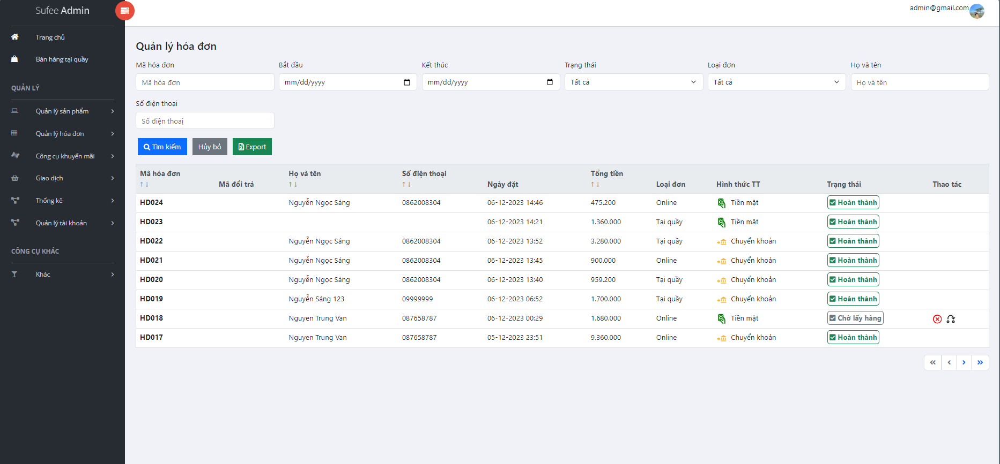 Sufee Admin
admin@gmail.com
Trang chủ
Bán hàng tại quầy
QUẢN LÝ
Quản lý sản phẩm
Quản lý hóa đơn
Công cụ khuyến mãi
Giao dịch
Thống kê
Quản lý tài khoản
CÔNG CỤ KHÁC
Khác
Quản lý hóa đơn
Mã hóa đơn Bắt đầu Kết thúc Trạng thái Loại đơn Họ và tên
Mã hóa đơn mm/dd/yyyy mm/dd/yyyy Tất cả Tất cả Họ và tên
Số điện thoại
Số điện thoaị
Tìm kiếm Hủy bỏ Export
Mã hóa đơn ↑↓ Mã đổi trả Họ và tên ↑↓ Số điện thoại ↑↓ Ngày đặt Tổng tiền ↑↓ Loại đơn Hình thức TT Trạng thái Thao tác
HD024 Nguyễn Ngọc Sáng 0862008304 06-12-2023 14:46 475.200 Online Tiền mặt Hoàn thành
HD023 06-12-2023 14:21 1.360.000 Tại quầy Tiền mặt Hoàn thành
HD022 Nguyễn Ngọc Sáng 0862008304 06-12-2023 13:52 3.280.000 Tại quầy Chuyển khoản Hoàn thành
HD021 Nguyễn Ngọc Sáng 0862008304 06-12-2023 13:45 900.000 Online Chuyển khoản Hoàn thành
HD020 Nguyễn Ngọc Sáng 0862008304 06-12-2023 13:40 959.200 Tại quầy Chuyển khoản Hoàn thành
HD019 Nguyễn Sáng 123 09999999 06-12-2023 06:52 1.700.000 Tại quầy Chuyển khoản Hoàn thành
HD018 Nguyen Trung Van 087658787 06-12-2023 00:29 1.680.000 Online Tiền mặt Chờ lấy hàng
HD017 Nguyen Trung Van 087658787 05-12-2023 23:51 9.360.000 Online Chuyển khoản Hoàn thành
« ‹ › »